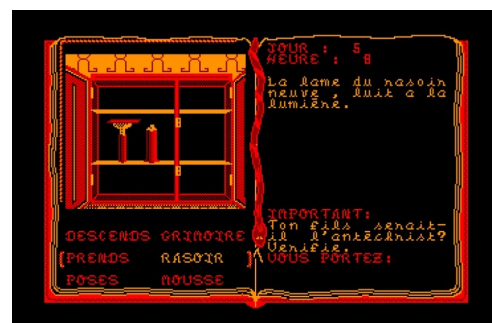 JOUR : 5
HEURE : 8
La lame du rasoir
neuve , luit à la
lumière.
IMPORTANT:
Ton fils serait-
il l'antéchrist?
Vérifie.
VOUS PORTEZ:
DESCENDS GRIMOIRE
(PRENDS RASOIR )
POSES MOUSSE